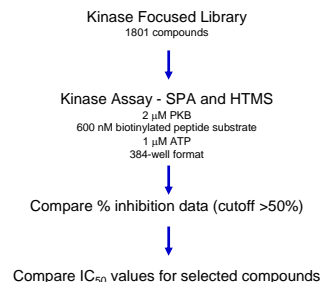 Kinase Focused Library
1801 compounds
Kinase Assay - SPA and HTMS
2 μM PKB
600 nM biotinylated peptide substrate
1 μM ATP
384-well format
Compare % inhibition data (cutoff >50%)
Compare IC₅₀ values for selected compounds